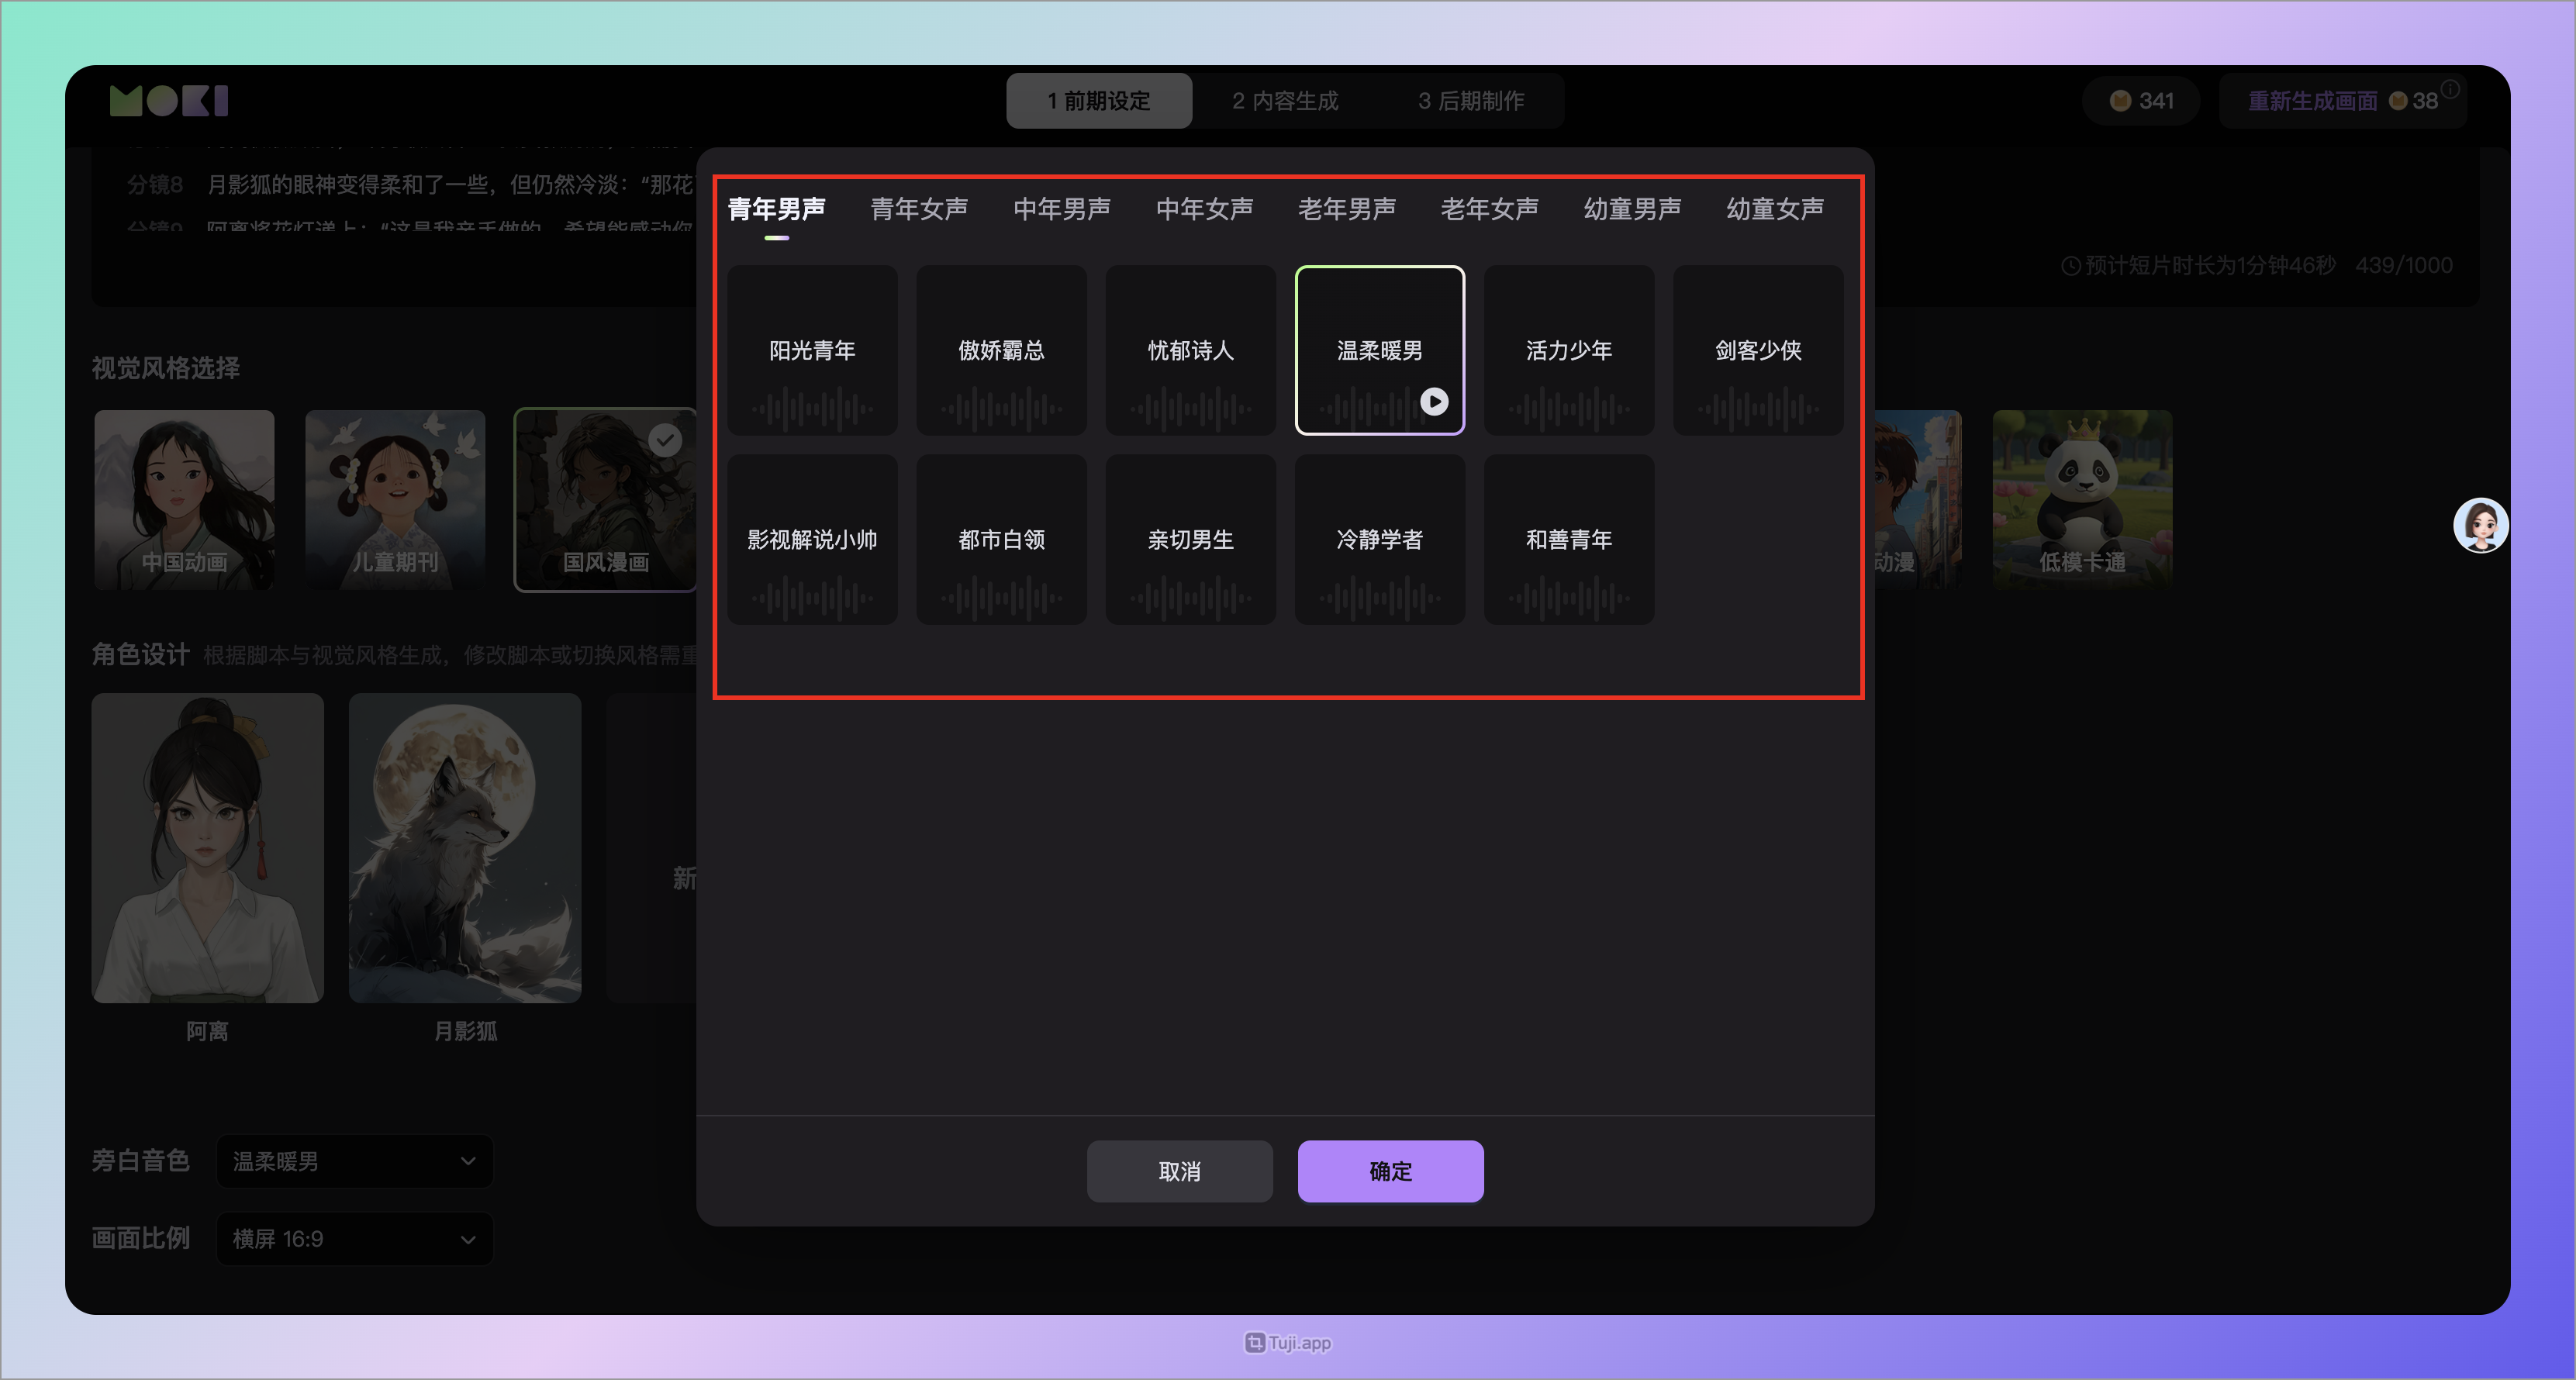 MOKI
1 前期设定
2 内容生成
3 后期制作
341
重新生成画面 38
分镜8 月影狐的眼神变得柔和了一些，但仍然冷淡：“那花
分镜9 阿离将花灯递上：“这是我亲手做的，希望能感动你
预计短片时长为1分钟46秒 439/1000
青年男声 青年女声 中年男声 中年女声 老年男声 老年女声 幼童男声 幼童女声
阳光青年 傲娇霸总 忧郁诗人 温柔暖男 活力少年 剑客少侠
影视解说小帅 都市白领 亲切男生 冷静学者 和善青年
取消 确定
视觉风格选择
中国动画 儿童期刊 国风漫画 动漫 低模卡通
角色设计 根据脚本与视觉风格生成，修改脚本或切换风格需重
新
阿离 月影狐
旁白音色 温柔暖男
画面比例 横屏 16:9
Tuji.app